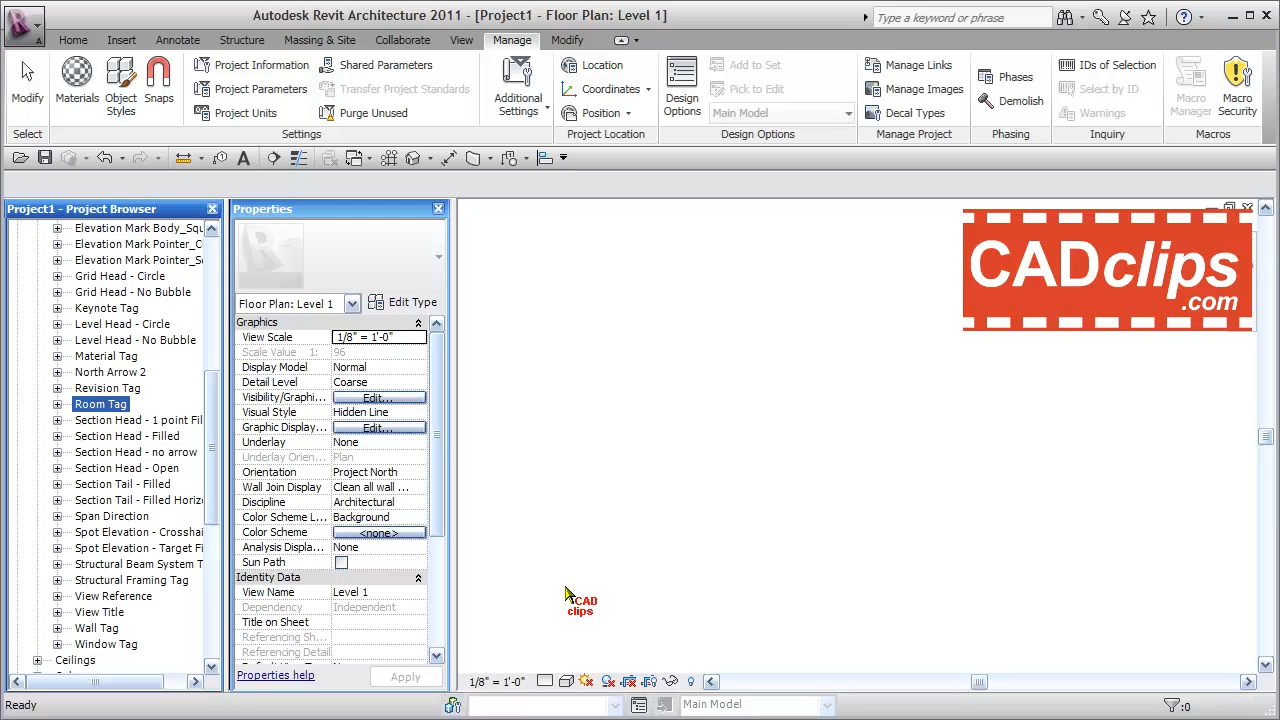 Autodesk Revit Architecture 2011 - [Project1 - Floor Plan: Level 1]
Type a keyword or phrase
Home Insert Annotate Structure Massing & Site Collaborate View Manage Modify
Modify
Materials
Object Styles
Snaps
Project Information
Project Parameters
Project Units
Shared Parameters
Transfer Project Standards
Purge Unused
Additional Settings
Location
Coordinates
Position
Design Options
Add to Set
Pick to Edit
Main Model
Manage Links
Manage Images
Decal Types
Phases
Demolish
IDs of Selection
Select by ID
Warnings
Macro Manager
Macro Security
Select Settings Project Location Design Options Manage Project Phasing Inquiry Macros
Project1 - Project Browser
Elevation Mark Body_Squ
Elevation Mark Pointer_C
Elevation Mark Pointer_S
Grid Head - Circle
Grid Head - No Bubble
Keynote Tag
Level Head - Circle
Level Head - No Bubble
Material Tag
North Arrow 2
Revision Tag
Room Tag
Section Head - 1 point Fil
Section Head - Filled
Section Head - no arrow
Section Head - Open
Section Tail - Filled
Section Tail - Filled Horiz
Span Direction
Spot Elevation - Crosshai
Spot Elevation - Target Fi
Structural Beam System T
Structural Framing Tag
View Reference
View Title
Wall Tag
Window Tag
Ceilings
Properties
Floor Plan: Level 1 Edit Type
Graphics
View Scale 1/8" = 1'-0"
Scale Value 1: 96
Display Model Normal
Detail Level Coarse
Visibility/Graphi... Edit...
Visual Style Hidden Line
Graphic Display... Edit...
Underlay None
Underlay Orien... Plan
Orientation Project North
Wall Join Display Clean all wall ...
Discipline Architectural
Color Scheme L... Background
Color Scheme <none>
Analysis Displa... None
Sun Path
Identity Data
View Name Level 1
Dependency Independent
Title on Sheet
Referencing Sh...
Referencing Detail
Properties help Apply
CADclips
.com
CAD
clips
1/8" = 1'-0"
Ready
Main Model
:0